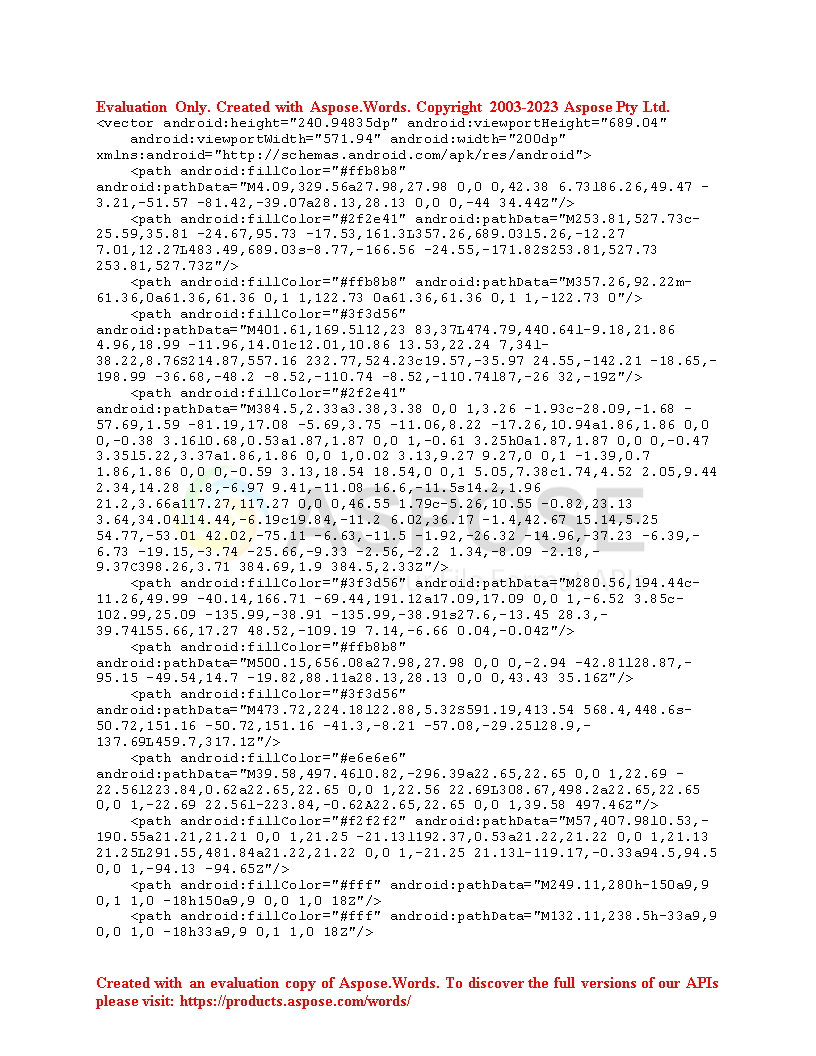 Evaluation Only. Created with Aspose.Words. Copyright 2003-2023 Aspose Pty Ltd.
<vector android:height="240.94835dp" android:viewportHeight="689.04"
android:viewportWidth="571.94" android:width="200dp"
xmlns:android="http://schemas.android.com/apk/res/android">
<path android:fillColor="#ffb8b8"
android:pathData="M4.09,329.56a27.98,27.98 0,0 0,42.38 6.73l86.26,49.47 -
3.21,-51.57 -81.42,-39.07a28.13,28.13 0,0 0,-44 34.44Z"/>
<path android:fillColor="#2f2e41" android:pathData="M253.81,527.73c-
25.59,35.81 -24.67,95.73 -17.53,161.3L357.26,689.03l5.26,-12.27
7.01,12.27L483.49,689.03s-8.77,-166.56 -24.55,-171.82S253.81,527.73
253.81,527.73Z"/>
<path android:fillColor="#ffb8b8" android:pathData="M357.26,92.22m-
61.36,0a61.36,61.36 0,1 1,122.73 0a61.36,61.36 0,1 1,-122.73 0"/>
<path android:fillColor="#3f3d56"
android:pathData="M401.61,169.5l12,23 83,37L474.79,440.64l-9.18,21.86
4.96,18.99 -11.96,14.01c12.01,10.86 13.53,22.24 7,34l-
38.22,8.76S214.87,557.16 232.77,524.23c19.57,-35.97 24.55,-142.21 -18.65,-
198.99 -36.68,-48.2 -8.52,-110.74 -8.52,-110.74l87,-26 32,-19Z"/>
<path android:fillColor="#2f2e41"
android:pathData="M384.5,2.33a3.38,3.38 0,0 1,3.26 -1.93c-28.09,-1.68 -
57.69,1.59 -81.19,17.08 -5.69,3.75 -11.06,8.22 -17.26,10.94a1.86,1.86 0,0
0,-0.38 3.16l0.68,0.53a1.87,1.87 0,0 1,-0.61 3.25h0a1.87,1.87 0,0 0,-0.47
3.35l5.22,3.37a1.86,1.86 0,0 1,0.02 3.13,9.27 9.27,0 0,1 -1.39,0.7
1.86,1.86 0,0 0,-0.59 3.13,18.54 18.54,0 0,1 5.05,7.38c1.74,4.52 2.05,9.44
2.34,14.28 1.8,-6.97 9.41,-11.08 16.6,-11.5s14.2,1.96
21.2,3.66a117.27,117.27 0,0 0,46.55 1.79c-5.26,10.55 -0.82,23.13
3.64,34.04l14.44,-6.19c19.84,-11.2 6.02,36.17 -1.4,42.67 15.14,5.25
54.77,-53.01 42.02,-75.11 -6.63,-11.5 -1.92,-26.32 -14.96,-37.23 -6.39,-
6.73 -19.15,-3.74 -25.66,-9.33 -2.56,-2.2 1.34,-8.09 -2.18,-
9.37C398.26,3.71 384.69,1.9 384.5,2.33Z"/>
<path android:fillColor="#3f3d56" android:pathData="M280.56,194.44c-
11.26,49.99 -40.14,166.71 -69.44,191.12a17.09,17.09 0,0 1,-6.52 3.85c-
102.99,25.09 -135.99,-38.91 -135.99,-38.91s27.6,-13.45 28.3,-
39.74l55.66,17.27 48.52,-109.19 7.14,-6.66 0.04,-0.04Z"/>
<path android:fillColor="#ffb8b8"
android:pathData="M500.15,656.08a27.98,27.98 0,0 0,-2.94 -42.81l28.87,-
95.15 -49.54,14.7 -19.82,88.11a28.13,28.13 0,0 0,43.43 35.16Z"/>
<path android:fillColor="#3f3d56"
android:pathData="M473.72,224.18l22.88,5.32S591.19,413.54 568.4,448.6s-
50.72,151.16 -50.72,151.16 -41.3,-8.21 -57.08,-29.25l28.9,-
137.69L459.7,317.1Z"/>
<path android:fillColor="#e6e6e6"
android:pathData="M39.58,497.46l0.82,-296.39a22.65,22.65 0,0 1,22.69 -
22.56l223.84,0.62a22.65,22.65 0,0 1,22.56 22.69L308.67,498.2a22.65,22.65
0,0 1,-22.69 22.56l-223.84,-0.62A22.65,22.65 0,0 1,39.58 497.46Z"/>
<path android:fillColor="#f2f2f2" android:pathData="M57,407.98l0.53,-
190.55a21.21,21.21 0,0 1,21.25 -21.13l192.37,0.53a21.22,21.22 0,0 1,21.13
21.25L291.55,481.84a21.22,21.22 0,0 1,-21.25 21.13l-119.17,-0.33a94.5,94.5
0,0 1,-94.13 -94.65Z"/>
<path android:fillColor="#fff" android:pathData="M249.11,280h-150a9,9
0,1 1,0 -18h150a9,9 0,0 1,0 18Z"/>
<path android:fillColor="#fff" android:pathData="M132.11,238.5h-33a9,9
0,0 1,0 -18h33a9,9 0,1 1,0 18Z"/>
Created with an evaluation copy of Aspose.Words. To discover the full versions of our APIs
please visit: https://products.aspose.com/words/
ASPOSE